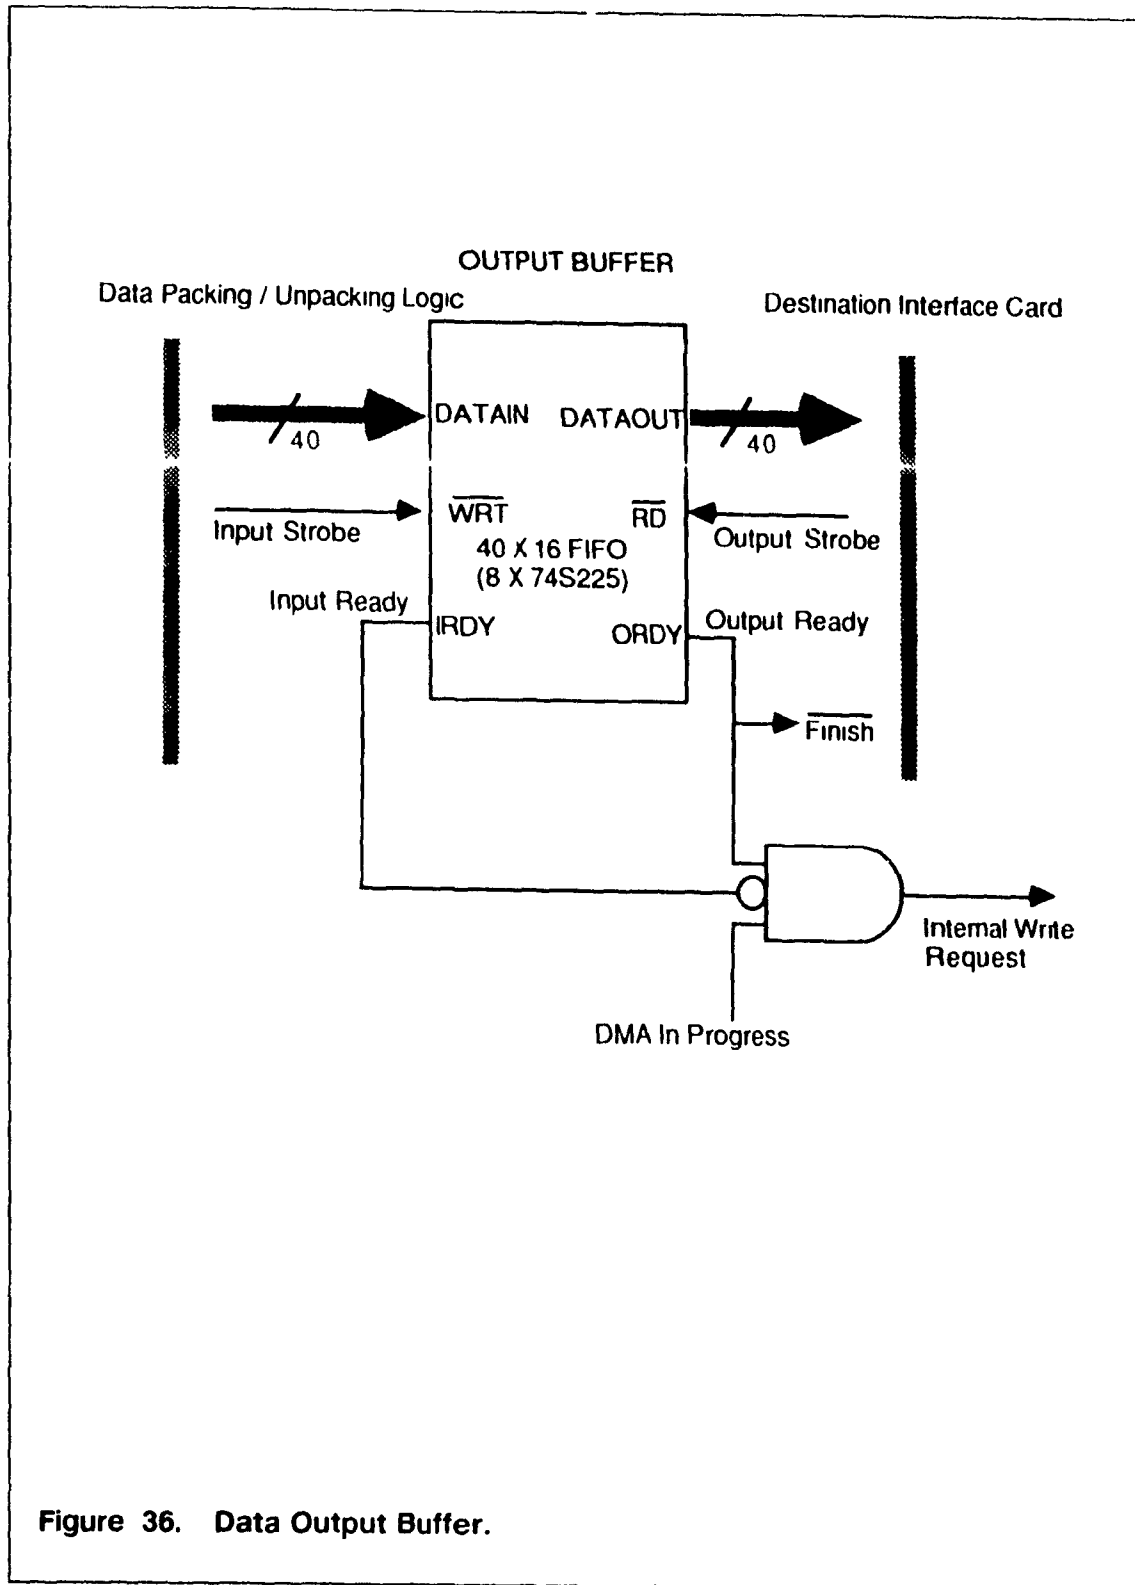 OUTPUT BUFFER
Data Packing / Unpacking Logic
Destination Interface Card
DATAIN
DATAOUT
40
40
WRT
RD
Input Strobe
Output Strobe
40 X 16 FIFO
(8 X 74S225)
Input Ready
IRDY
ORDY
Output Ready
Finish
Internal Write
Request
DMA In Progress
Figure 36. Data Output Buffer.